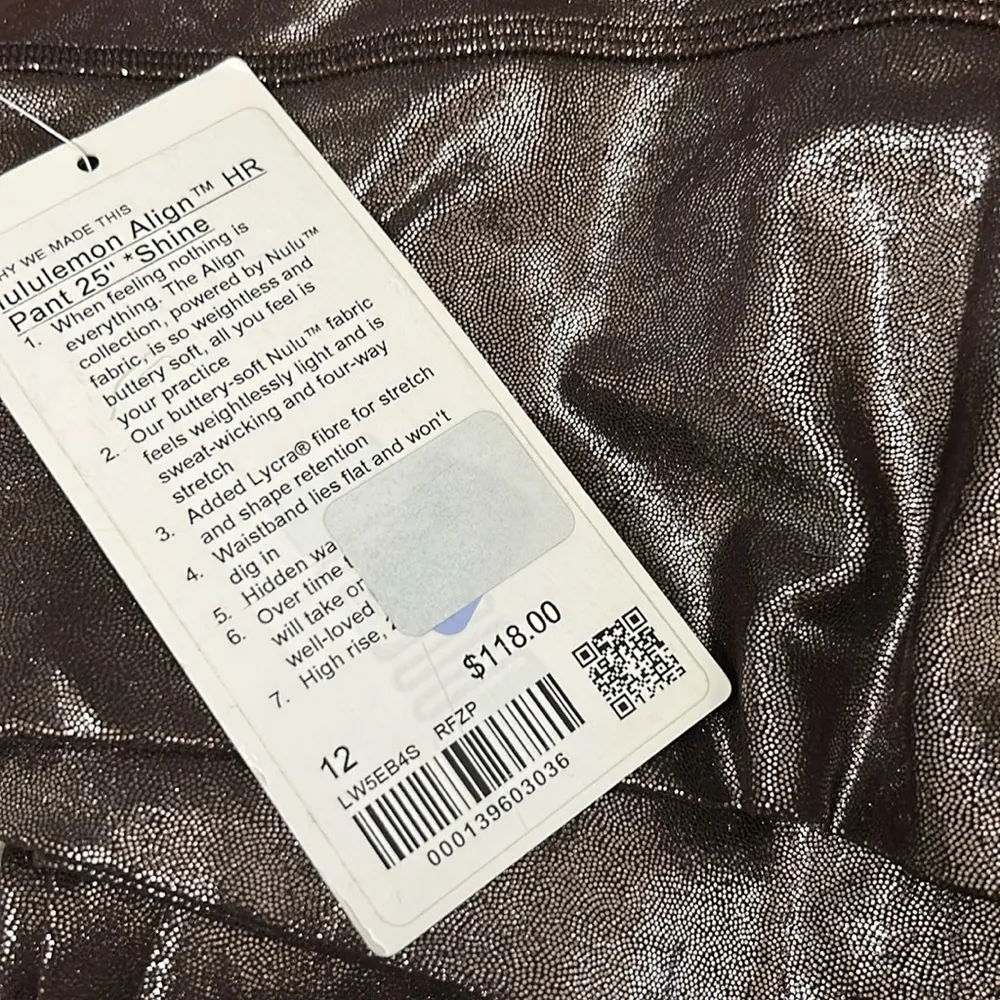 HY WE MADE THIS
lululemon Align™ HR
Pant 25" *Shine
1. When feeling nothing is
everything. The Align
collection, powered by Nulu™
fabric, is so weightless and
buttery soft, all you feel is
your practice
2. Our buttery-soft Nulu™ fabric
feels weightlessly light and is
sweat-wicking and four-way
stretch
3. Added Lycra® fibre for stretch
and shape retention
4. Waistband lies flat and won't
dig in
5. Hidden wa
6. Over time
will take on
well-loved
7. High rise,
$118.00
12
LW5EB4S RFZP
000139603036